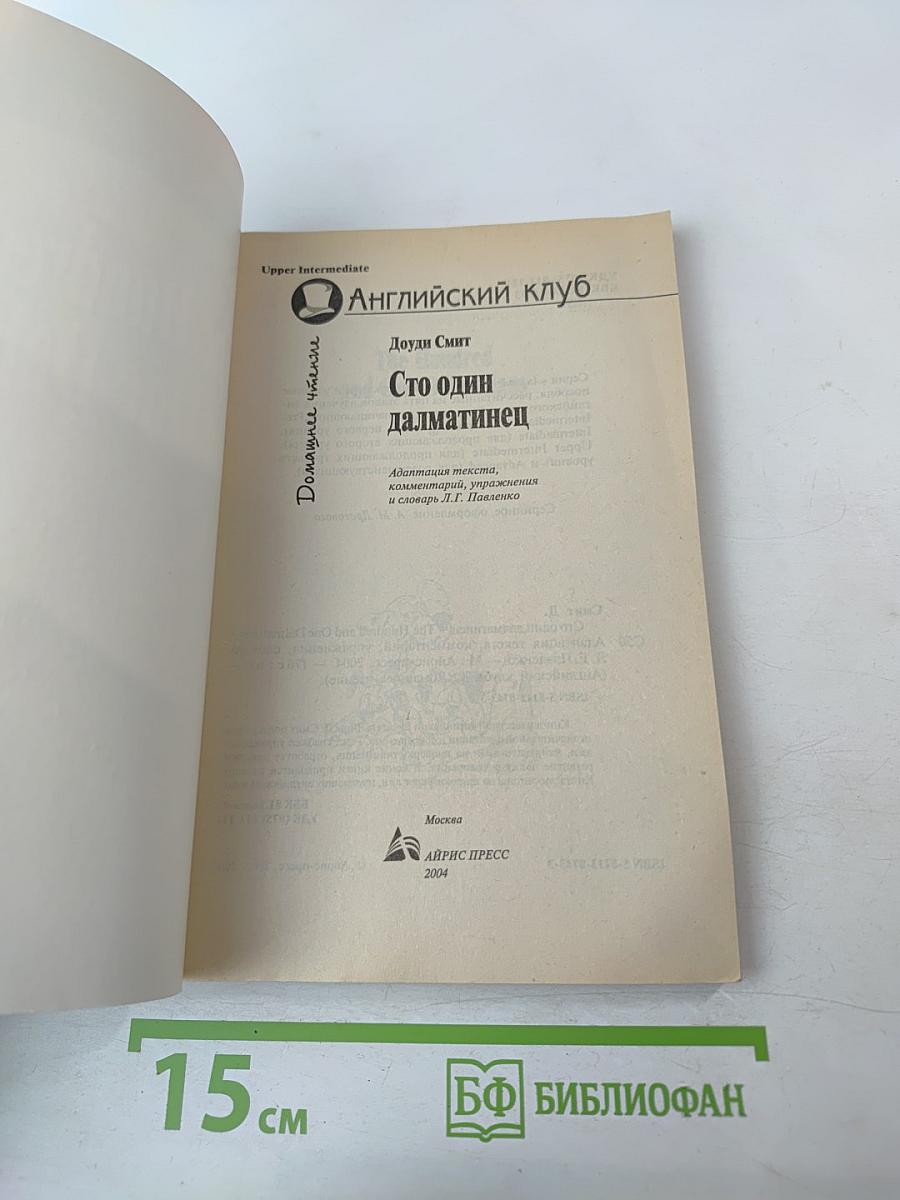 Upper Intermediate
Английский клуб
Домашнее чтение
Доуди Смит
Сто один
далматинец
Адаптация текста,
комментарий, упражнения
и словарь Л.Г. Павленко
Москва
АЙРИС ПРЕСС
2004
15 см
БФ БИБЛИОФАН